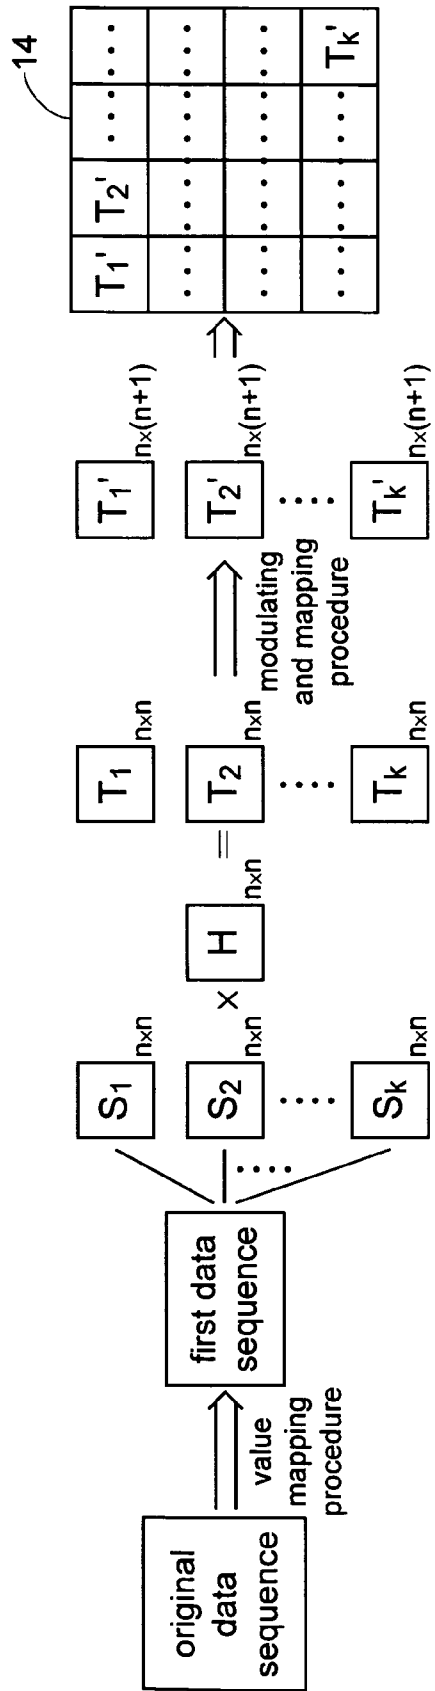 original
data
sequence
value
mapping
procedure
first data
sequence
S1 n×n
S2 n×n
Sk n×n
×
H n×n
=
T1 n×n
T2 n×n
Tk n×n
modulating
and mapping
procedure
T1' n×(n+1)
T2' n×(n+1)
Tk' n×(n+1)
14
T1' T2'
Tk'